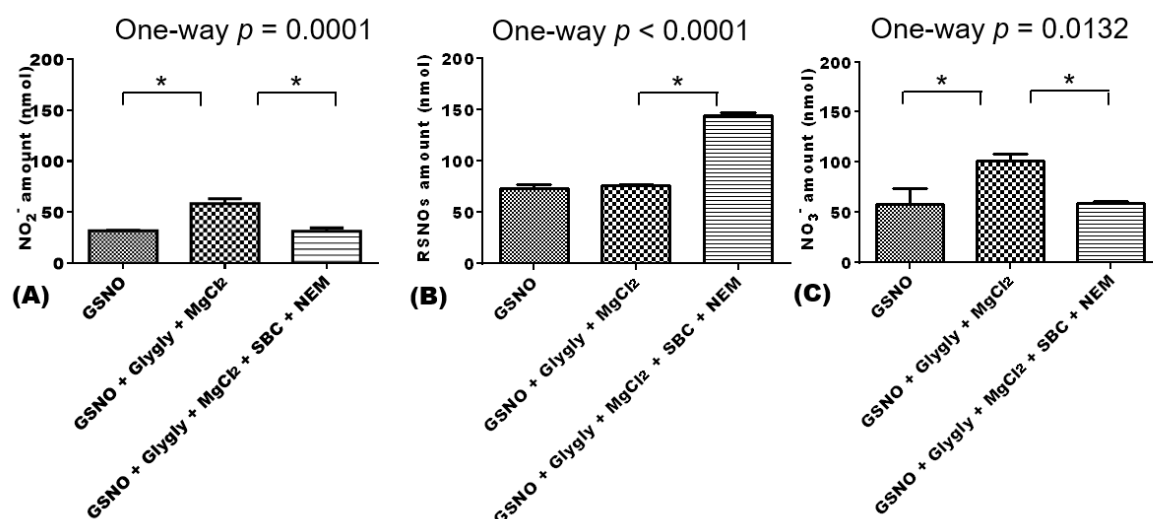 One-way p = 0.0001
NO₂⁻ amount (nmol)
200
150
100
50
0
*
*
(A)
GSNO
GSNO + Glygly + MgCl₂
GSNO + Glygly + MgCl₂ + SBC + NEM
One-way p < 0.0001
RSNOs amount (nmol)
200
150
100
50
0
*
(B)
GSNO
GSNO + Glygly + MgCl₂
GSNO + Glygly + MgCl₂ + SBC + NEM
One-way p = 0.0132
NO₃⁻ amount (nmol)
200
150
100
50
0
*
*
(C)
GSNO
GSNO + Glygly + MgCl₂
GSNO + Glygly + MgCl₂ + SBC + NEM